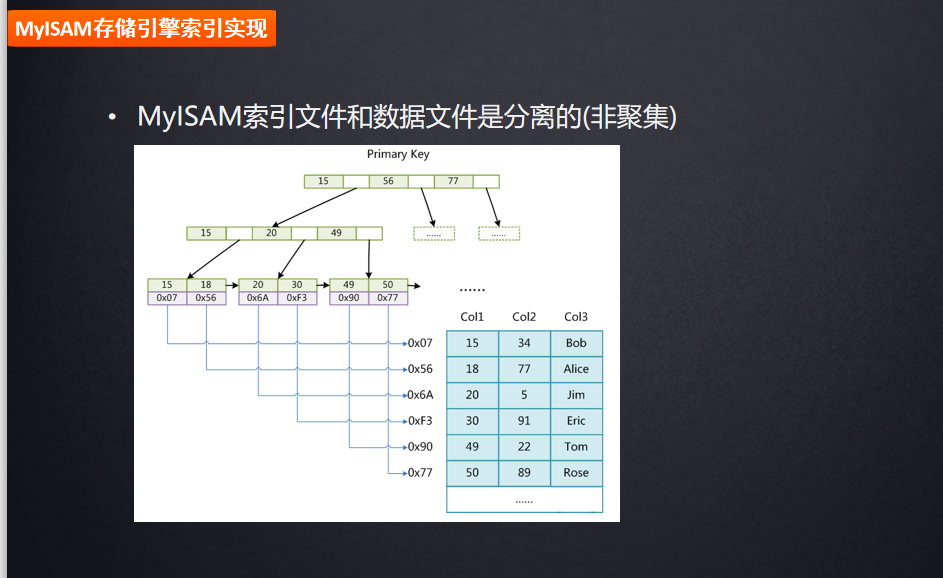 MyISAM存储引擎索引实现
• MyISAM索引文件和数据文件是分离的(非聚集)
Primary Key
15 56 77
15 20 49 ...... ......
15 18 20 30 49 50
0x07 0x56 0x6A 0xF3 0x90 0x77
......
Col1 Col2 Col3
0x07 15 34 Bob
0x56 18 77 Alice
0x6A 20 5 Jim
0xF3 30 91 Eric
0x90 49 22 Tom
0x77 50 89 Rose
......